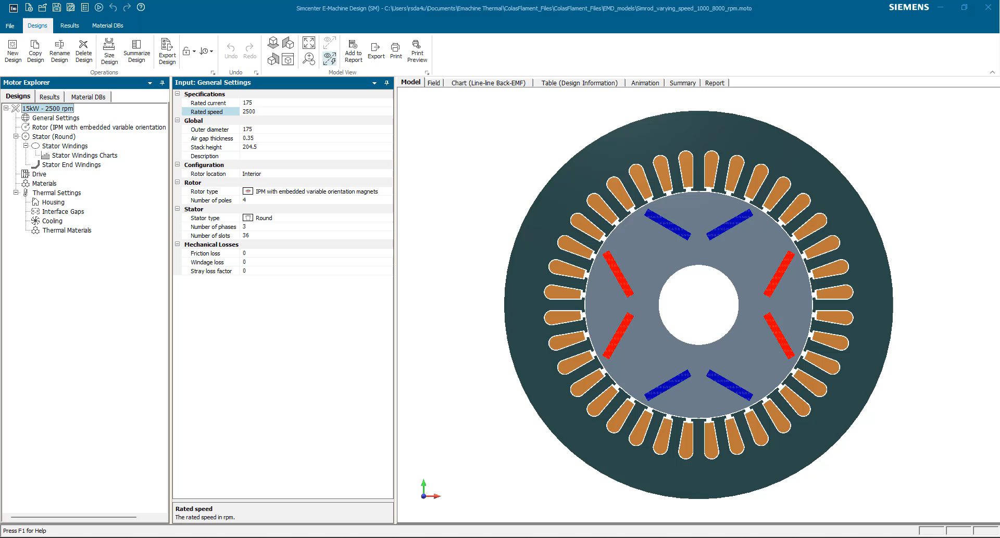 Simcenter E-Machine Design (SM) - C:\Users\rsda4u\Documents\Emachine Thermal\ColasFlament_Files\ColasFlament_Files\EMD_models\Simrod_varying_speed_1000_8000_rpm.moto
SIEMENS
File Designs Results Material DBs
New Design
Copy Design
Rename Design
Delete Design
Size Design
Summarize Design
Export Design
Undo
Redo
Add to Report
Export
Print
Print Preview
Operations
Undo
Model View
Motor Explorer
Designs Results Material DBs
15kW - 2500 rpm
General Settings
Rotor (IPM with embedded variable orientation
Stator (Round)
Stator Windings
Stator Windings Charts
Stator End Windings
Drive
Materials
Thermal Settings
Housing
Interface Gaps
Cooling
Thermal Materials
Input: General Settings
Specifications
Rated current 175
Rated speed 2500
Global
Outer diameter 175
Air gap thickness 0.35
Stack height 204.5
Description
Configuration
Rotor location Interior
Rotor
Rotor type IPM with embedded variable orientation magnets
Number of poles 4
Stator
Stator type Round
Number of phases 3
Number of slots 36
Mechanical Losses
Friction loss 0
Windage loss 0
Stray loss factor 0
Rated speed
The rated speed in rpm.
Model Field Chart (Line-line Back-EMF) Table (Design Information) Animation Summary Report
Press F1 for Help